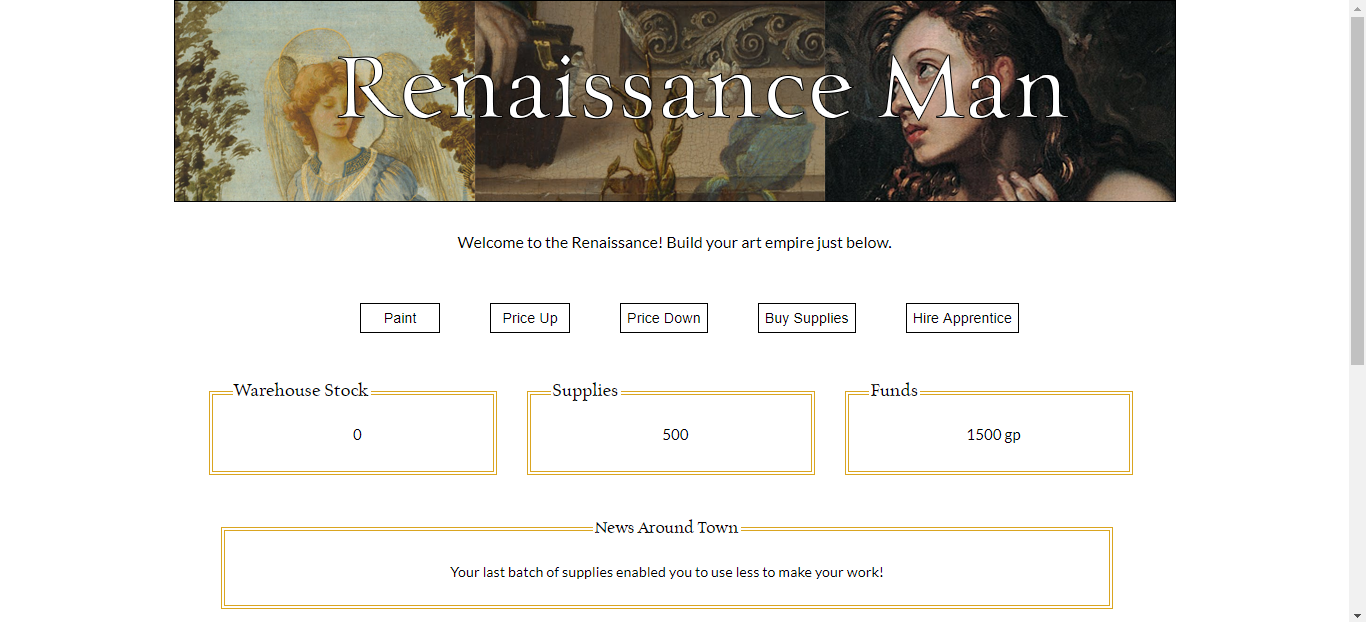 Renaissance Man
Welcome to the Renaissance! Build your art empire just below.
Paint
Price Up
Price Down
Buy Supplies
Hire Apprentice
Warehouse Stock
0
Supplies
500
Funds
1500 gp
News Around Town
Your last batch of supplies enabled you to use less to make your work!